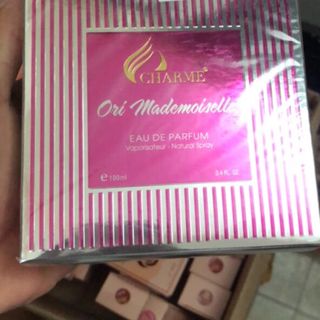 CHARME
Ori Mademoiselle
EAU DE PARFUM
Vaporisateur - Natural Spray
e 100ml 3.4 fl. oz